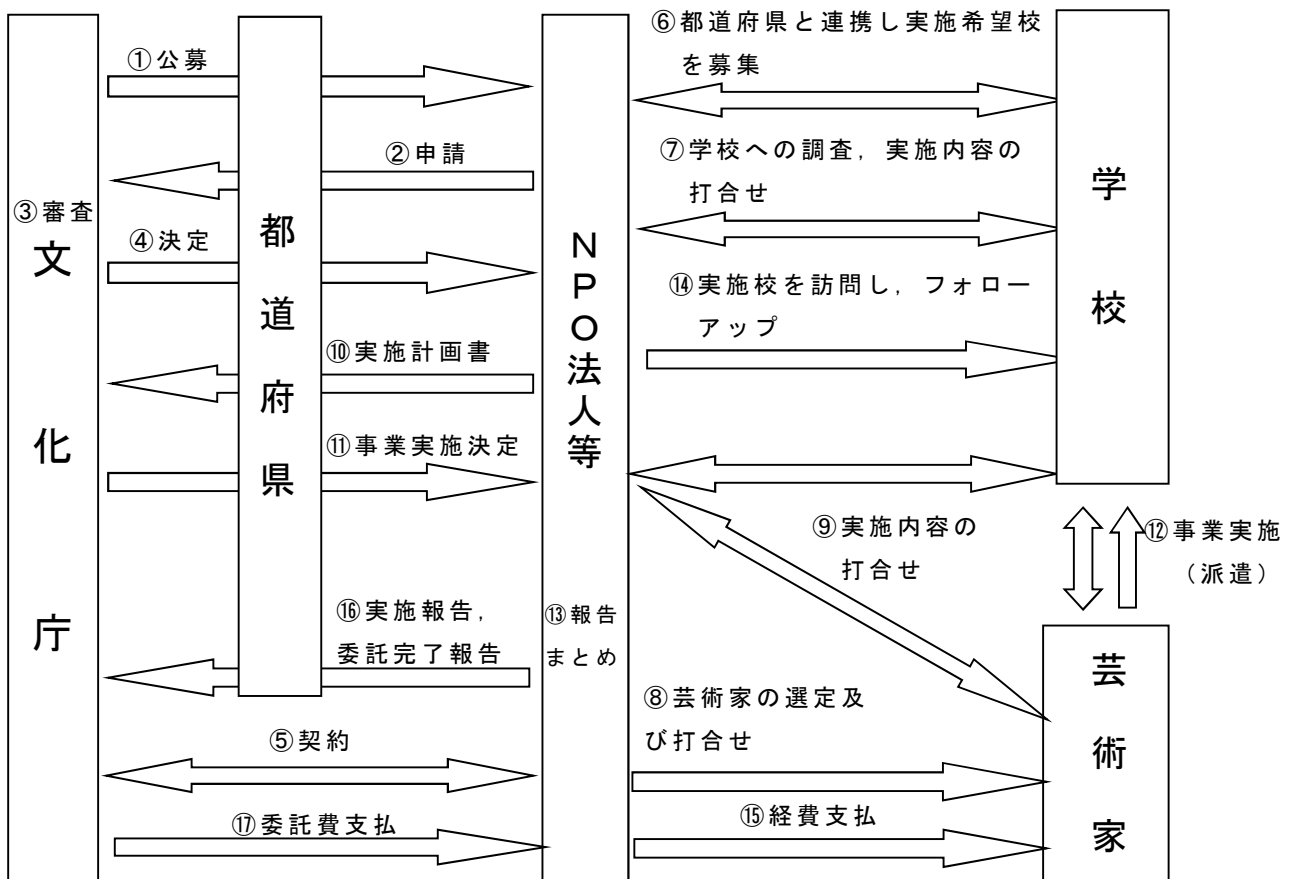 ①公募
②申請
③審査
文化庁
④決定
都道府県
⑩実施計画書
⑪事業実施決定
⑯実施報告,
委託完了報告
⑤契約
⑰委託費支払
NPO法人等
⑬報告
まとめ
⑥都道府県と連携し実施希望校
を募集
⑦学校への調査, 実施内容の
打合せ
⑭実施校を訪問し, フォロー
アップ
学校
⑨実施内容の
打合せ
⑫事業実施
(派遣)
⑧芸術家の選定及
び打合せ
⑮経費支払
芸術家